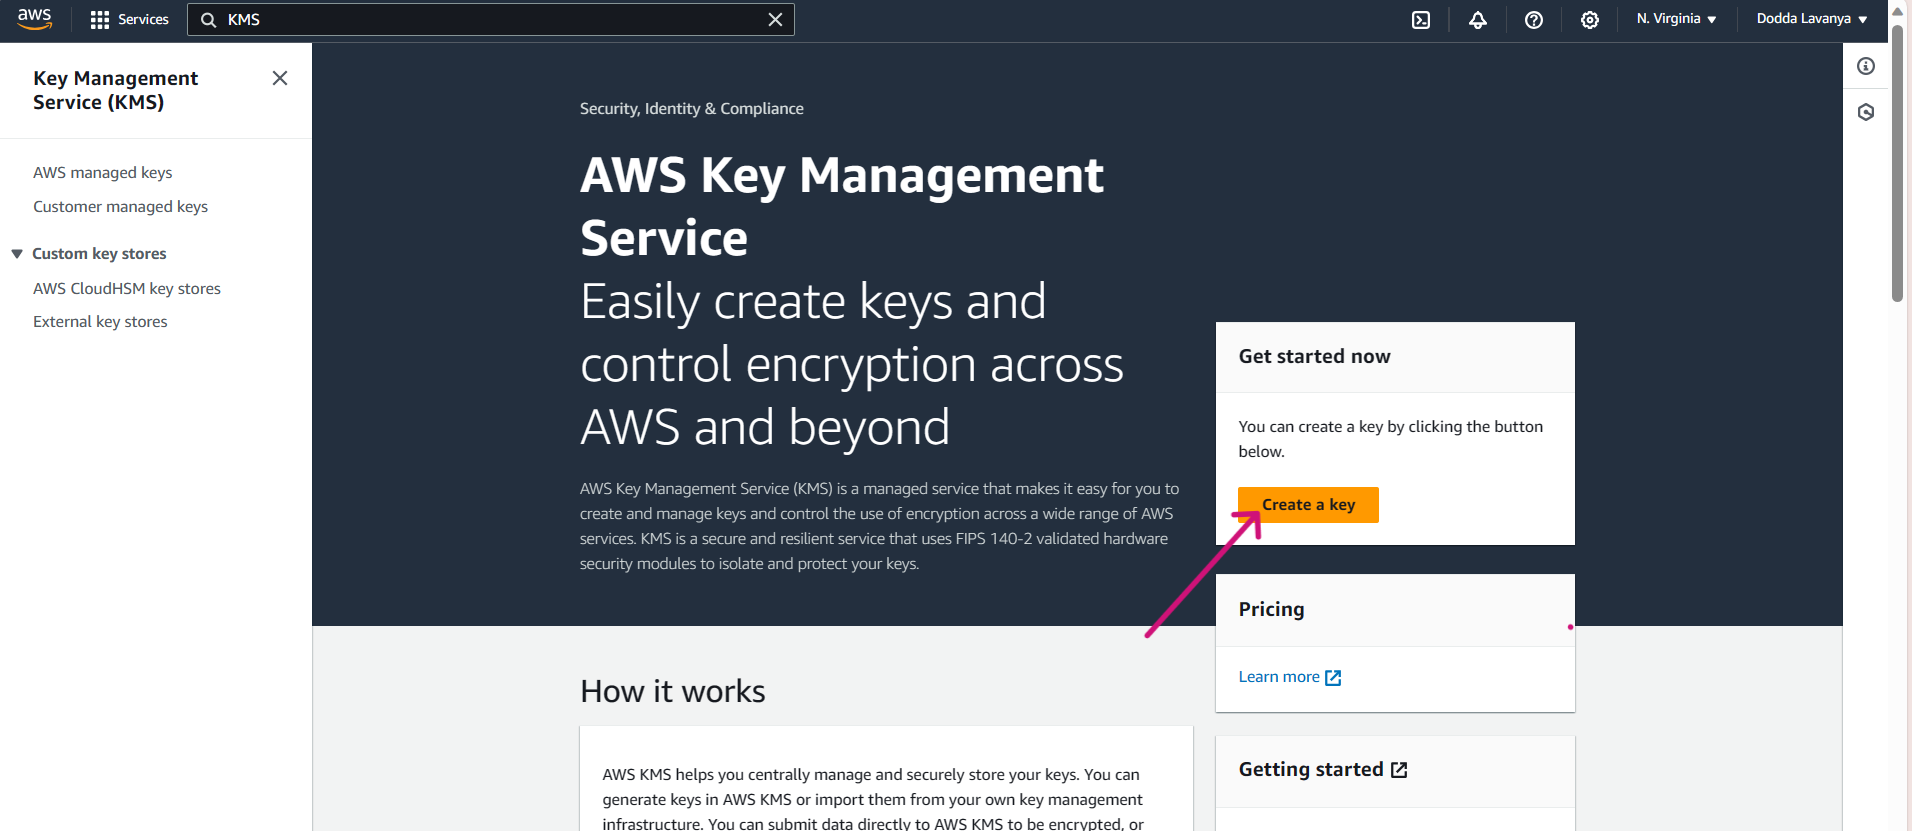 aws
Services
KMS
N. Virginia
Dodda Lavanya
Key Management
Service (KMS)
AWS managed keys
Customer managed keys
Custom key stores
AWS CloudHSM key stores
External key stores
Security, Identity & Compliance
AWS Key Management
Service
Easily create keys and
control encryption across
AWS and beyond
AWS Key Management Service (KMS) is a managed service that makes it easy for you to
create and manage keys and control the use of encryption across a wide range of AWS
services. KMS is a secure and resilient service that uses FIPS 140-2 validated hardware
security modules to isolate and protect your keys.
Get started now
You can create a key by clicking the button
below.
Create a key
Pricing
Learn more
Getting started
How it works
AWS KMS helps you centrally manage and securely store your keys. You can
generate keys in AWS KMS or import them from your own key management
infrastructure. You can submit data directly to AWS KMS to be encrypted, or